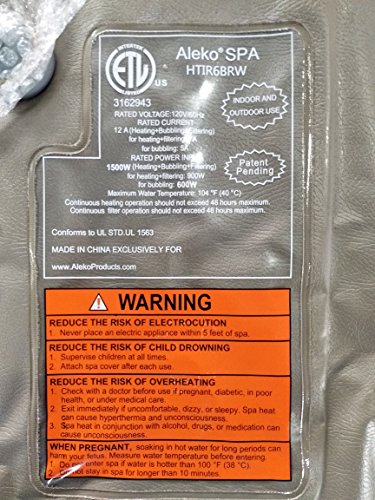 INTERTEK
ETL
LISTED
US
3162943
Aleko® SPA
HTIR6BRW
INDOOR AND
OUTDOOR USE
RATED VOLTAGE:120V/60Hz
RATED CURRENT
12 A (Heating+Bubbling+Filtering)
for heating+filtering: A
for bubbling: 5A
RATED POWER INPUT
1500W (Heating+Bubbling+Filtering)
for heating+filtering: 900W
for bubbling: 600W
Patent
Pending
Maximum Water Temperature: 104 °F (40 °C)
Continuous heating operation should not exceed 48 hours maximum.
Continuous filter operation should not exceed 48 hours maximum.
Conforms to UL STD.UL 1563
MADE IN CHINA EXCLUSIVELY FOR
www.AlekoProducts.com
WARNING
REDUCE THE RISK OF ELECTROCUTION
1. Never place an electric appliance within 5 feet of spa.
REDUCE THE RISK OF CHILD DROWNING
1. Supervise children at all times.
2. Attach spa cover after each use.
REDUCE THE RISK OF OVERHEATING
1. Check with a doctor before use if pregnant, diabetic, in poor
health, or under medical care.
2. Exit immediately if uncomfortable, dizzy, or sleepy. Spa heat
can cause hyperthermia and unconsciousness.
3. Spa heat in conjuction with alcohol, drugs, or medication can
cause unconsciousness.
WHEN PREGNANT, soaking in hot water for long periods can
harm your fetus. Measure water temperature before entering.
1. Do not enter spa if water is hotter than 100 °F (38 °C).
2. Do not stay in spa for longer than 10 minutes.